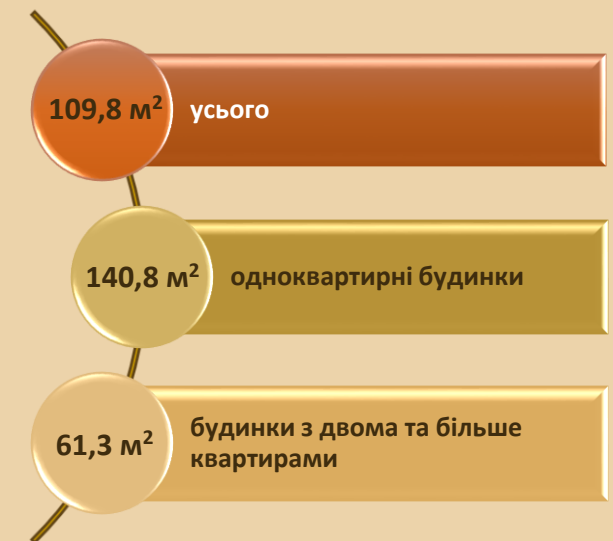 109,8 м²
усього
140,8 м²
одноквартирні будинки
61,3 м²
будинки з двома та більше
квартирами